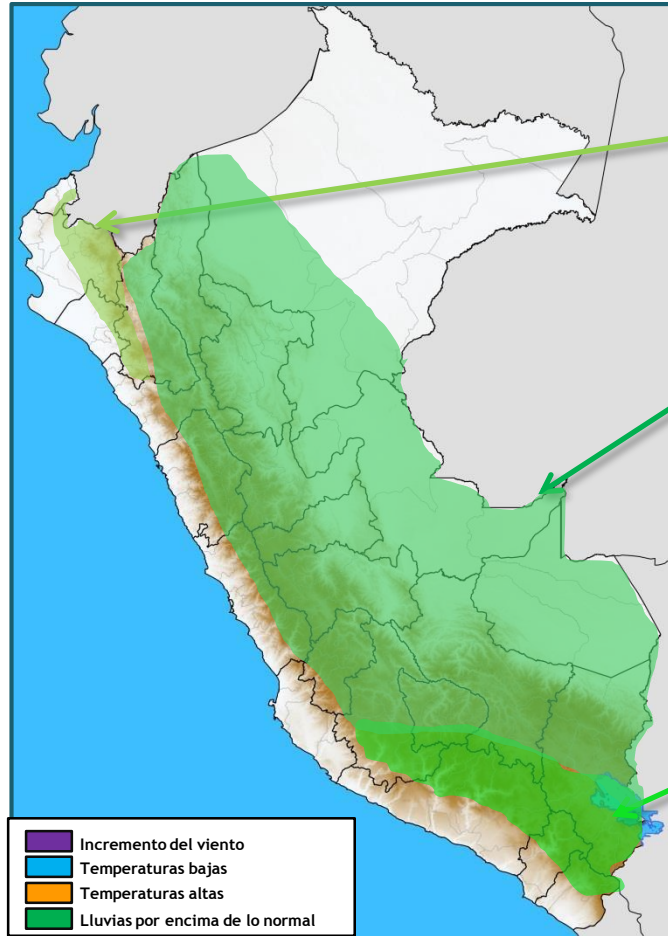 Incremento del viento
Temperaturas bajas
Temperaturas altas
Lluvias por encima de lo normal